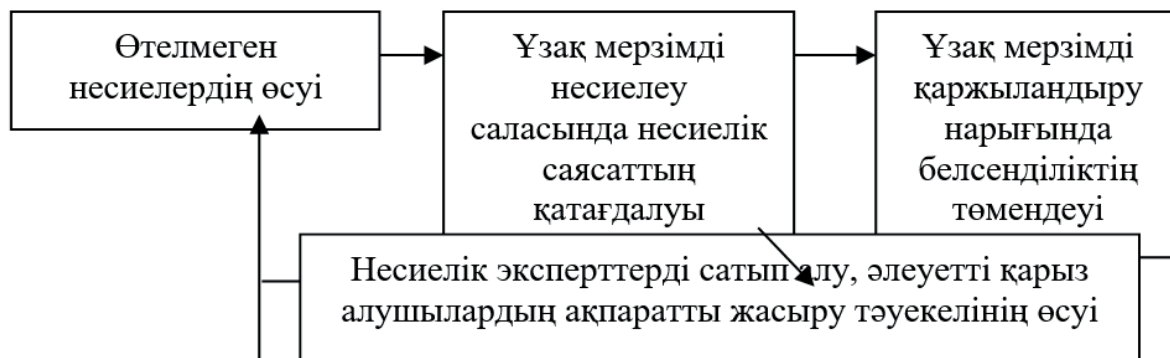 Өтелмеген
несиелердің өсуі
Ұзақ мерзімді
несиелеу
саласында несиелік
саясаттың
қатағдалуы
Ұзақ мерзімді
қаржыландыру
нарығында
белсенділіктің
төмендеуі
Несиелік эксперттерді сатып алу, әлеуетті қарыз
алушылардың ақпаратты жасыру тәуекелінің өсуі